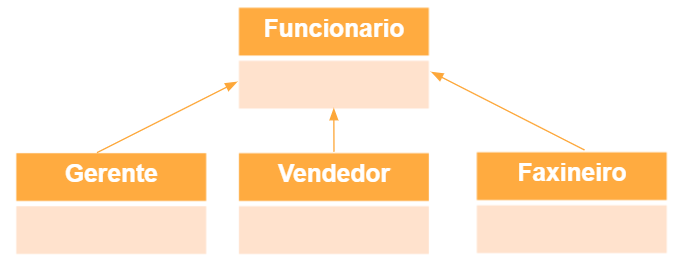 Funcionario
Gerente
Vendedor
Faxineiro